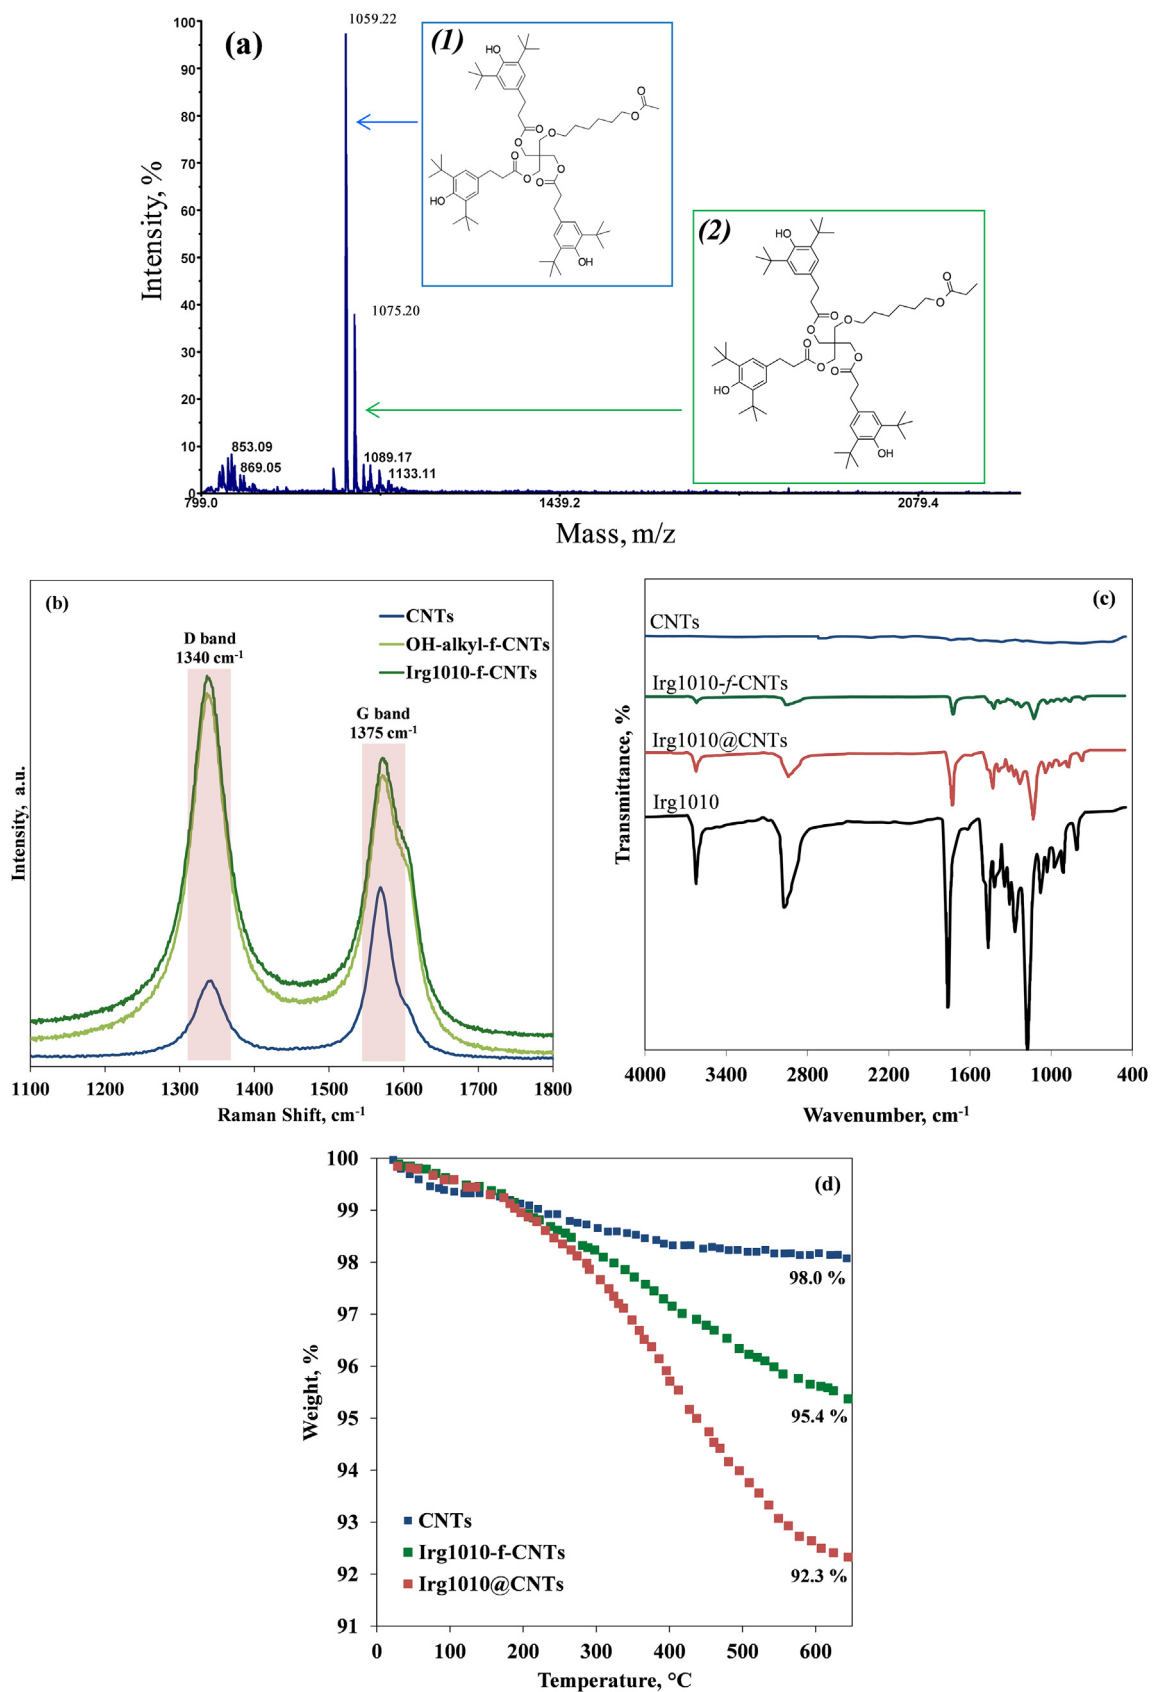 (a)
1059.22
1075.20
853.09
869.05
1089.17
1133.11
100
90
80
70
60
50
40
30
20
10
0
799.0
1439.2
2079.4
Intensity, %
Mass, m/z
(1)
HO
O
O
O
O
O
O
O
O
O
HO
OH
(2)
HO
O
O
O
O
O
O
O
O
O
HO
OH
(b)
CNTs
OH-alkyl-f-CNTs
Irg1010-f-CNTs
D band
1340 cm-1
G band
1375 cm-1
Intensity, a.u.
1100 1200 1300 1400 1500 1600 1700 1800
Raman Shift, cm-1
(c)
CNTs
Irg1010-f-CNTs
Irg1010@CNTs
Irg1010
Transmittance, %
4000 3400 2800 2200 1600 1000 400
Wavenumber, cm-1
(d)
100
99
98
97
96
95
94
93
92
91
Weight, %
98.0 %
95.4 %
92.3 %
CNTs
Irg1010-f-CNTs
Irg1010@CNTs
0 100 200 300 400 500 600
Temperature, °C